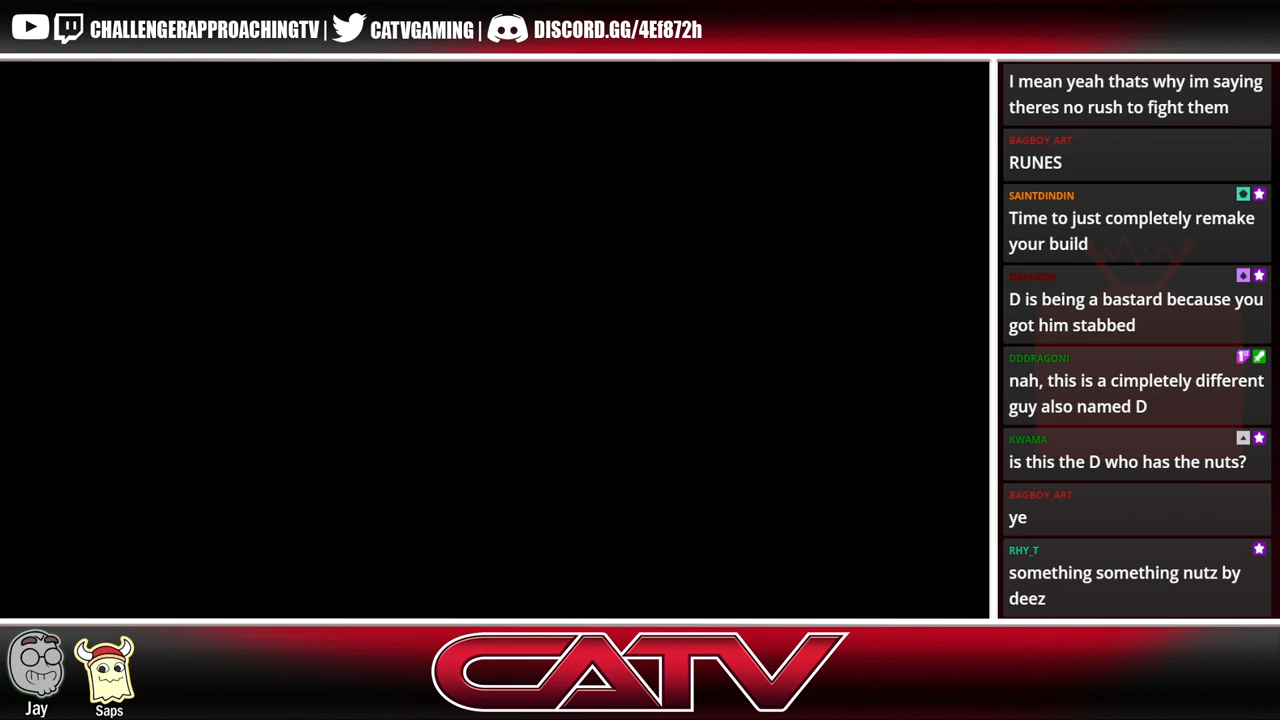 CHALLENGERAPPROACHINGTV | CATVGAMING | DISCORD.GG/4Ef872h
I mean yeah thats why im saying
theres no rush to fight them
BAGBOY_ART
RUNES
SAINTDINDIN
Time to just completely remake
your build
D is being a bastard because you
got him stabbed
DDDRAGONI
nah, this is a cimpletely different
guy also named D
KWAMA
is this the D who has the nuts?
BAGBOY_ART
ye
RHY_T
something something nutz by
deez
CATV
Jay
Saps